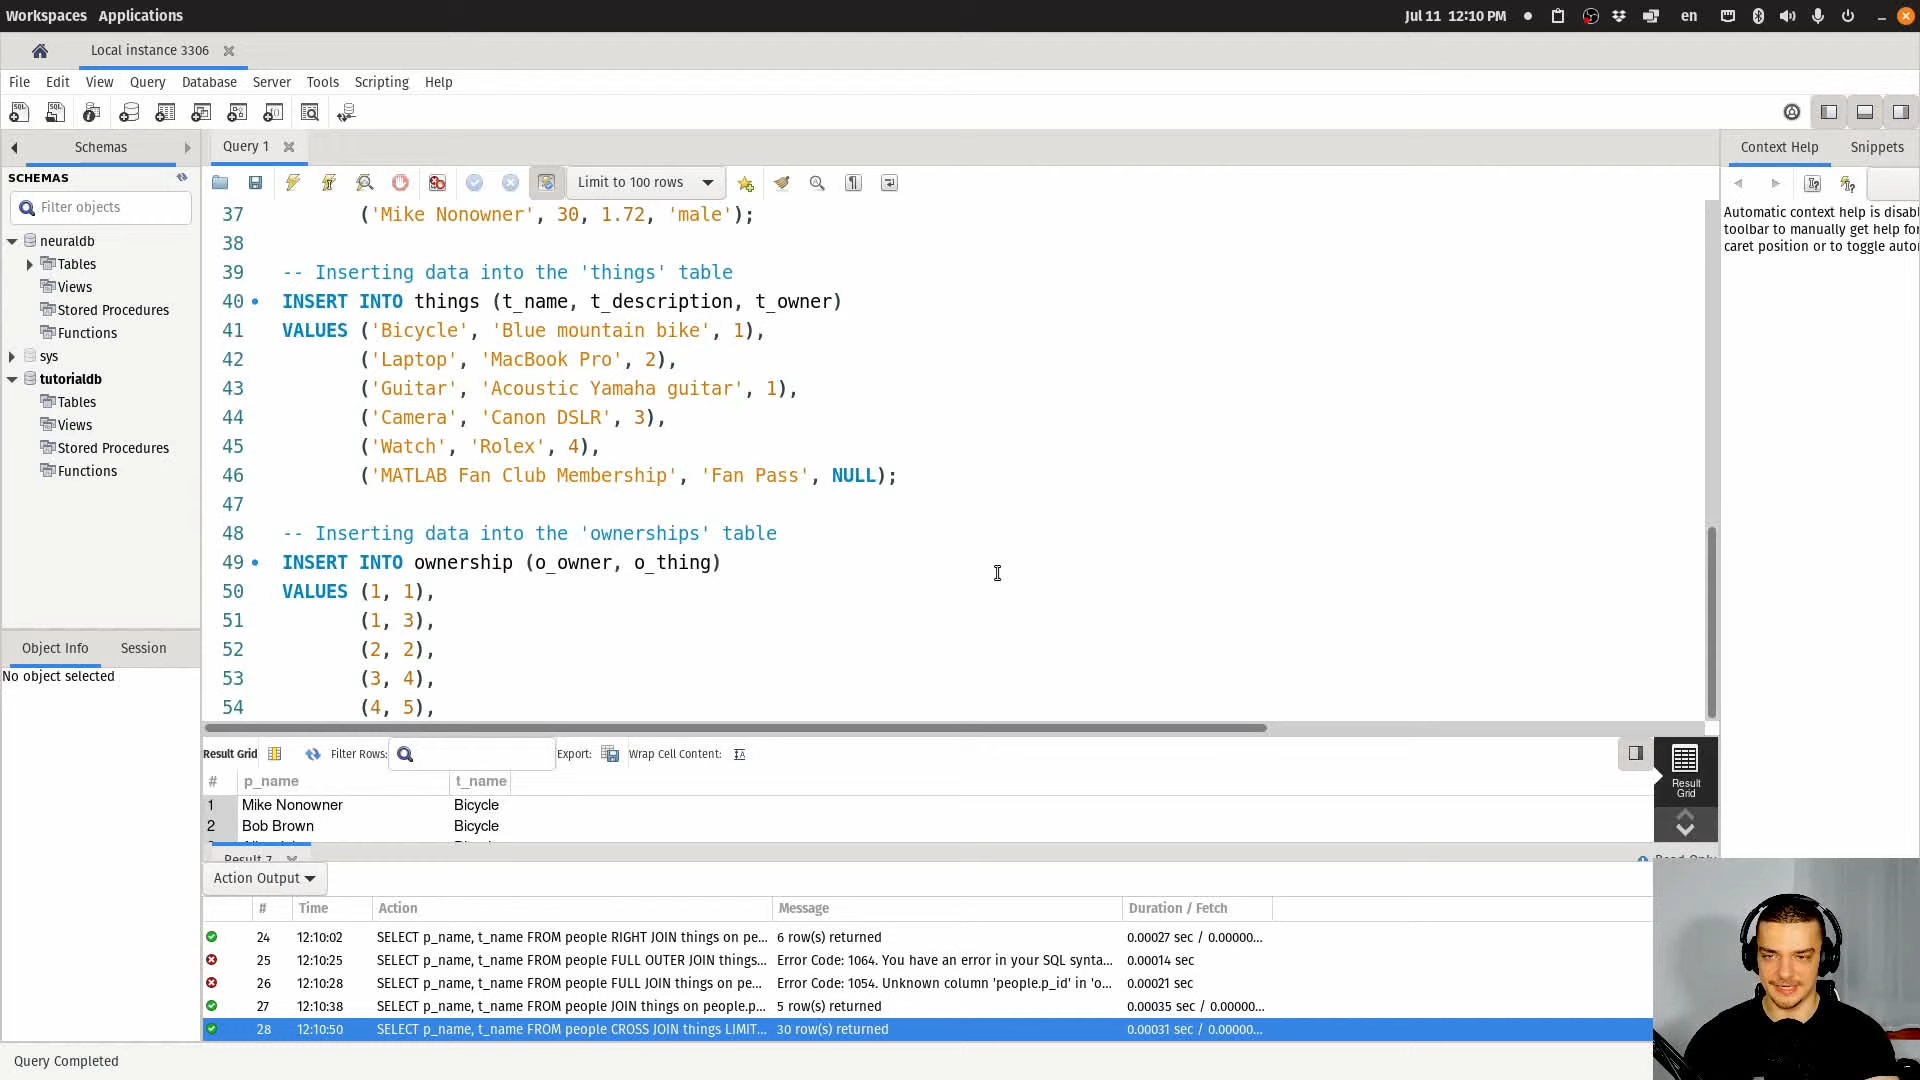 Workspaces Applications
Jul 11 12:10 PM
en
Local instance 3306
File Edit View Query Database Server Tools Scripting Help
Schemas
Query 1
Context Help Snippets
SCHEMAS
Filter objects
neuraldb
Tables
Views
Stored Procedures
Functions
sys
tutorialdb
Tables
Views
Stored Procedures
Functions
Object Info Session
No object selected
Limit to 100 rows
37 ('Mike Nonowner', 30, 1.72, 'male');
38
39 -- Inserting data into the 'things' table
40 INSERT INTO things (t_name, t_description, t_owner)
41 VALUES ('Bicycle', 'Blue mountain bike', 1),
42 ('Laptop', 'MacBook Pro', 2),
43 ('Guitar', 'Acoustic Yamaha guitar', 1),
44 ('Camera', 'Canon DSLR', 3),
45 ('Watch', 'Rolex', 4),
46 ('MATLAB Fan Club Membership', 'Fan Pass', NULL);
47
48 -- Inserting data into the 'ownerships' table
49 INSERT INTO ownership (o_owner, o_thing)
50 VALUES (1, 1),
51 (1, 3),
52 (2, 2),
53 (3, 4),
54 (4, 5),
Automatic context help is disab
toolbar to manually get help for
caret position or to toggle auto
Result Grid Filter Rows: Export: Wrap Cell Content:
# p_name t_name
1 Mike Nonowner Bicycle
2 Bob Brown Bicycle
Result Grid
Result 7
Action Output
# Time Action Message Duration / Fetch
24 12:10:02 SELECT p_name, t_name FROM people RIGHT JOIN things on pe... 6 row(s) returned 0.00027 sec / 0.00000...
25 12:10:25 SELECT p_name, t_name FROM people FULL OUTER JOIN things... Error Code: 1064. You have an error in your SQL synta... 0.00014 sec
26 12:10:28 SELECT p_name, t_name FROM people FULL JOIN things on pe... Error Code: 1054. Unknown column 'people.p_id' in 'o... 0.00021 sec
27 12:10:38 SELECT p_name, t_name FROM people JOIN things on people.p... 5 row(s) returned 0.00035 sec / 0.00000...
28 12:10:50 SELECT p_name, t_name FROM people CROSS JOIN things LIMIT... 30 row(s) returned 0.00031 sec / 0.00000...
Query Completed